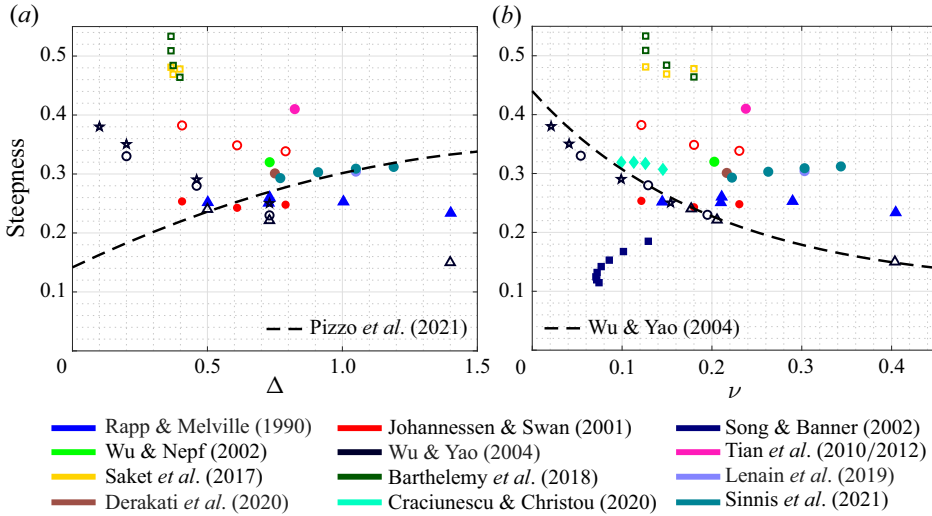 (a)
(b)
Steepness
0.5
0.4
0.3
0.2
0.1
Pizzo et al. (2021)
0
0.5
1.0
1.5
Δ
0.5
0.4
0.3
0.2
0.1
Wu & Yao (2004)
0
0.2
0.4
ν
Rapp & Melville (1990)
Johannessen & Swan (2001)
Song & Banner (2002)
Wu & Nepf (2002)
Wu & Yao (2004)
Tian et al. (2010/2012)
Saket et al. (2017)
Barthelemy et al. (2018)
Lenain et al. (2019)
Derakati et al. (2020)
Craciunescu & Christou (2020)
Sinnis et al. (2021)